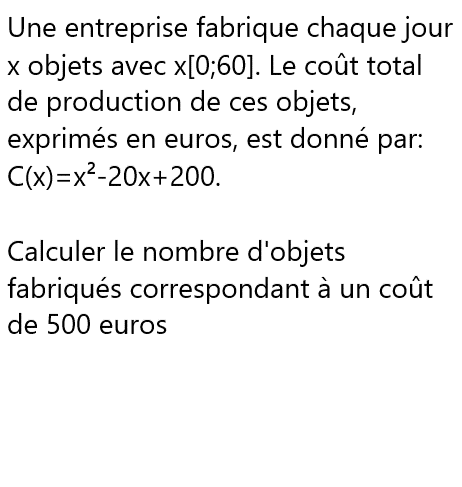 Une entreprise fabrique chaque jour
x objets avec x[0;60]. Le coût total
de production de ces objets,
exprimés en euros, est donné par:
C(x)=x²-20x+200.
Calculer le nombre d'objets
fabriqués correspondant à un coût
de 500 euros